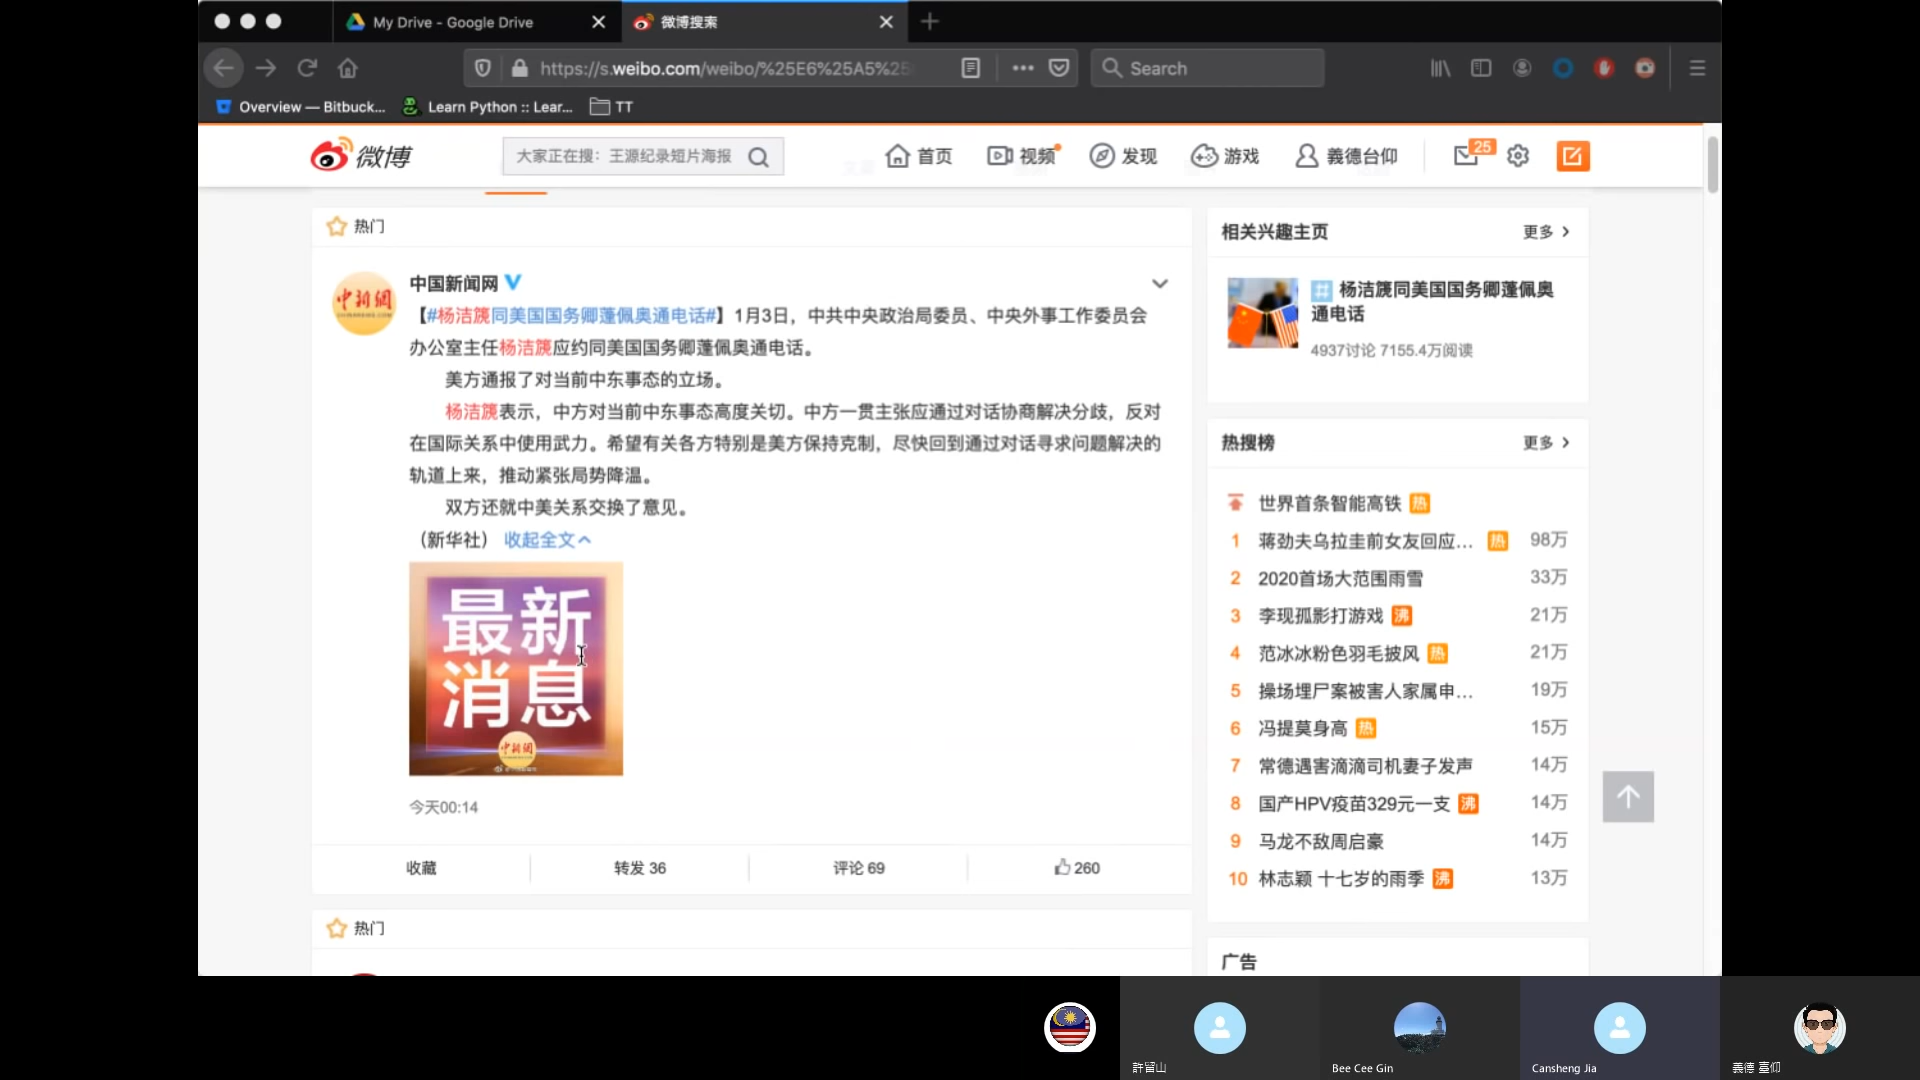 My Drive - Google Drive
微博搜索
https://s.weibo.com/weibo/%25E6%25A5%25
Search
Overview — Bitbuck...
Learn Python :: Lear...
TT
微博
大家正在搜：王源纪录短片海报
首页
视频
发现
游戏
義德台仰
25
热门
中国新闻网
【#杨洁篪同美国国务卿蓬佩奥通电话#】1月3日，中共中央政治局委员、中央外事工作委员会
办公室主任杨洁篪应约同美国国务卿蓬佩奥通电话。
美方通报了对当前中东事态的立场。
杨洁篪表示，中方对当前中东事态高度关切。中方一贯主张应通过对话协商解决分歧，反对
在国际关系中使用武力。希望有关各方特别是美方保持克制，尽快回到通过对话寻求问题解决的
轨道上来，推动紧张局势降温。
双方还就中美关系交换了意见。
（新华社） 收起全文
中新網
最新
消息
中新網
今天00:14
收藏
转发 36
评论 69
260
热门
相关兴趣主页
更多
# 杨洁篪同美国国务卿蓬佩奥
通电话
4937讨论 7155.4万阅读
热搜榜
更多
世界首条智能高铁 热
1 蒋劲夫乌拉圭前女友回应... 热 98万
2 2020首场大范围雨雪 33万
3 李现孤影打游戏 沸 21万
4 范冰冰粉色羽毛披风 热 21万
5 操场埋尸案被害人家属申... 19万
6 冯提莫身高 热 15万
7 常德遇害滴滴司机妻子发声 14万
8 国产HPV疫苗329元一支 沸 14万
9 马龙不敌周启豪 14万
10 林志颖 十七岁的雨季 沸 13万
广告
許留山
Bee Cee Gin
Cansheng Jia
義德 臺仰